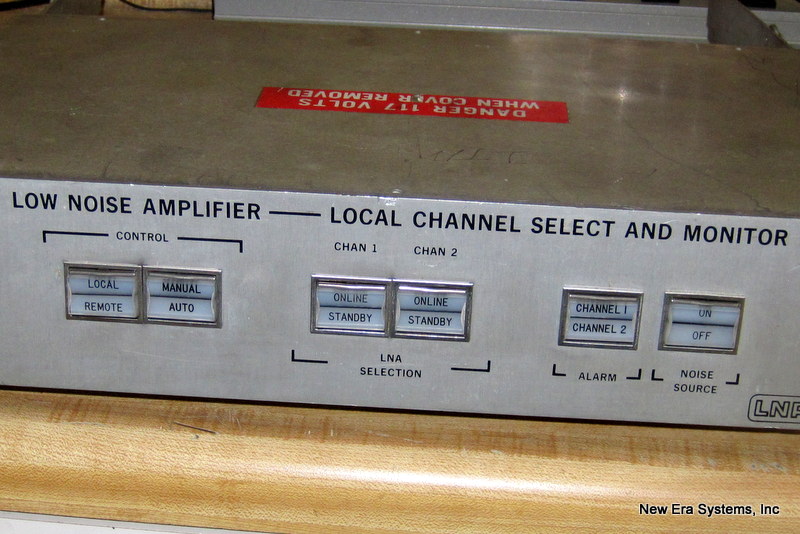 DANGER 117 VOLTS
WHEN COVER REMOVED
LOW NOISE AMPLIFIER — LOCAL CHANNEL SELECT AND MONITOR
CONTROL
CHAN 1 CHAN 2
LOCAL
REMOTE
MANUAL
AUTO
ONLINE
STANDBY
ONLINE
STANDBY
CHANNEL 1
CHANNEL 2
ON
OFF
LNA
SELECTION
ALARM
NOISE
SOURCE
New Era Systems, Inc